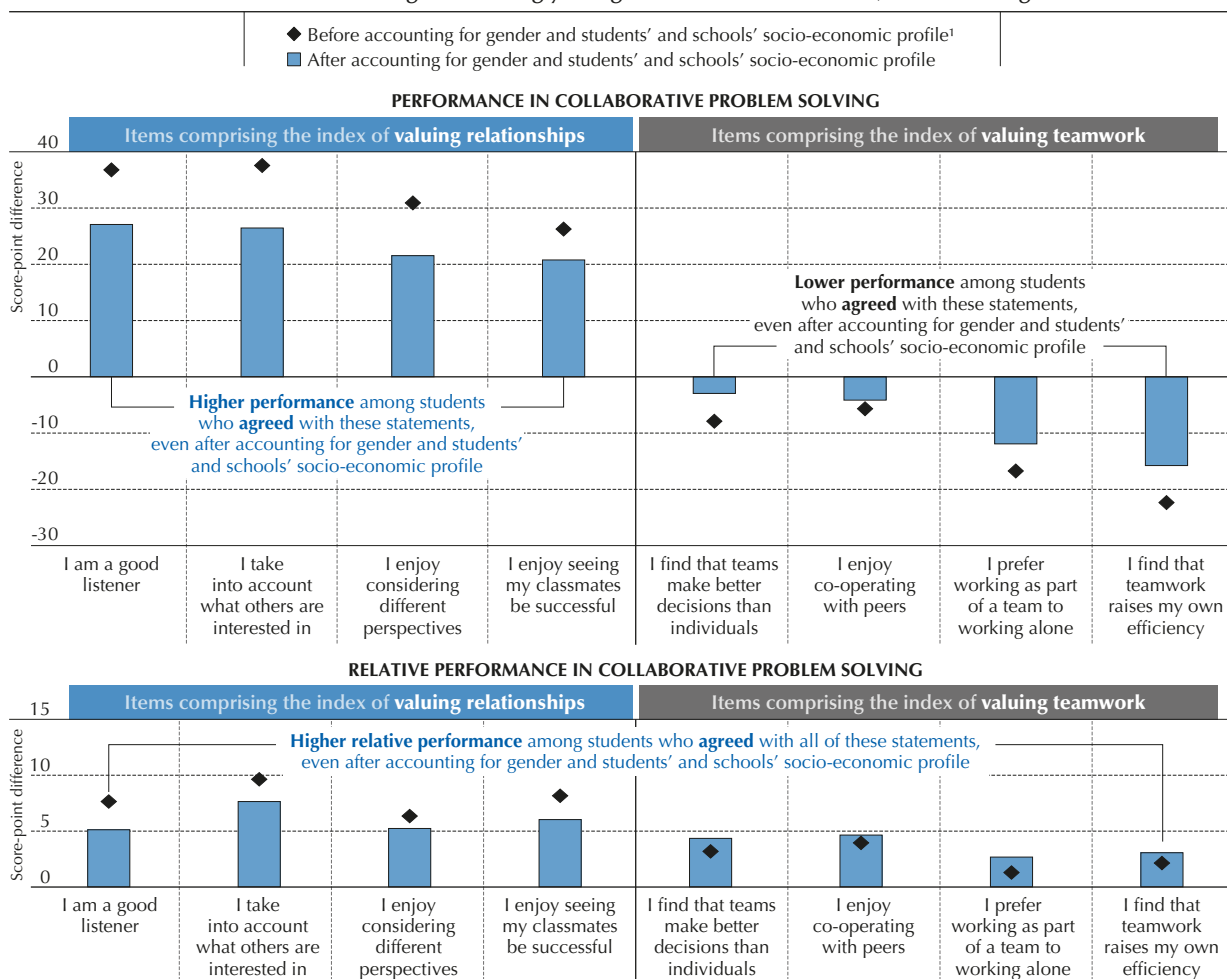 ◆ Before accounting for gender and students’ and schools’ socio-economic profile¹
■ After accounting for gender and students’ and schools’ socio-economic profile
PERFORMANCE IN COLLABORATIVE PROBLEM SOLVING
Items comprising the index of valuing relationships
Items comprising the index of valuing teamwork
Score-point difference
40
30
20
10
0
-10
-20
-30
Lower performance among students
who agreed with these statements,
even after accounting for gender and students’
and schools’ socio-economic profile
Higher performance among students
who agreed with these statements,
even after accounting for gender and students’
and schools’ socio-economic profile
I am a good
listener
I take
into account
what others are
interested in
I enjoy
considering
different
perspectives
I enjoy seeing
my classmates
be successful
I find that teams
make better
decisions than
individuals
I enjoy
co-operating
with peers
I prefer
working as part
of a team to
working alone
I find that
teamwork
raises my own
efficiency
RELATIVE PERFORMANCE IN COLLABORATIVE PROBLEM SOLVING
Items comprising the index of valuing relationships
Items comprising the index of valuing teamwork
Score-point difference
15
10
5
0
Higher relative performance among students who agreed with all of these statements,
even after accounting for gender and students’ and schools’ socio-economic profile
I am a good
listener
I take
into account
what others are
interested in
I enjoy
considering
different
perspectives
I enjoy seeing
my classmates
be successful
I find that teams
make better
decisions than
individuals
I enjoy
co-operating
with peers
I prefer
working as part
of a team to
working alone
I find that
teamwork
raises my own
efficiency